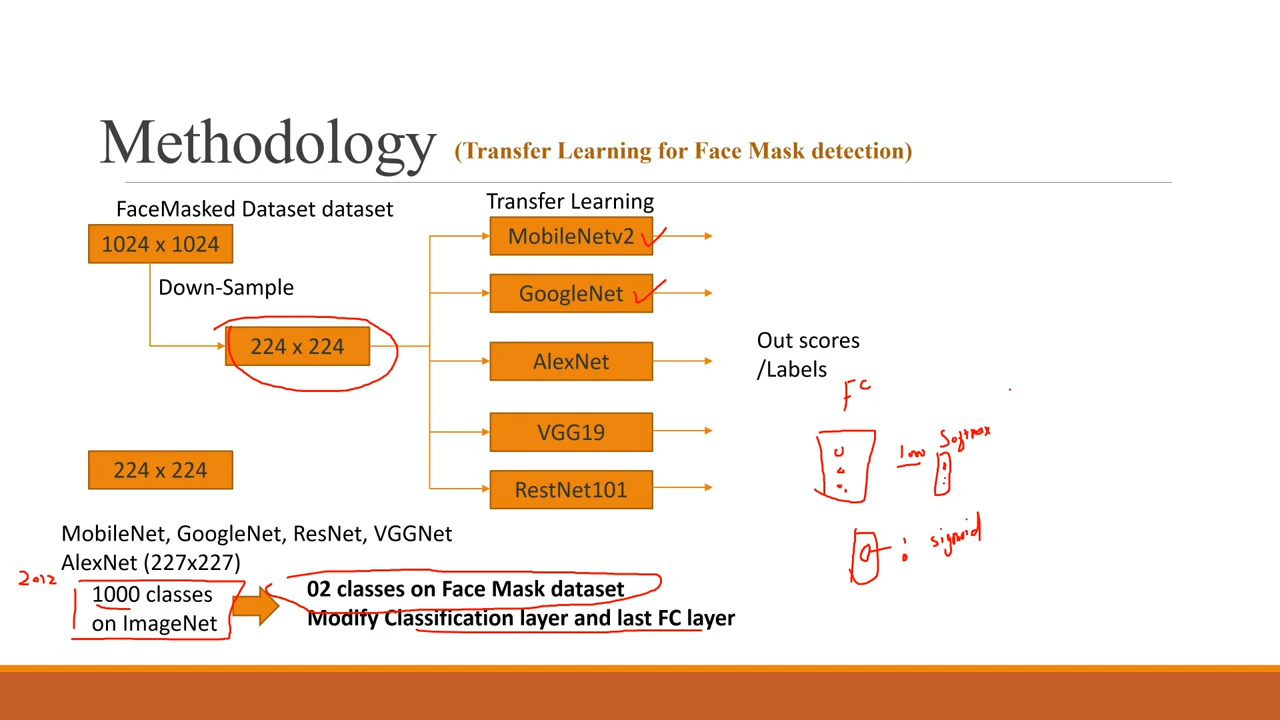 Methodology (Transfer Learning for Face Mask detection)
FaceMasked Dataset dataset
1024 x 1024
Down-Sample
224 x 224
224 x 224
Transfer Learning
MobileNetv2
GoogleNet
AlexNet
VGG19
RestNet101
Out scores
/Labels
FC
1000
Softmax
sigmoid
MobileNet, GoogleNet, ResNet, VGGNet
AlexNet (227x227)
2012
1000 classes
on ImageNet
02 classes on Face Mask dataset
Modify Classification layer and last FC layer